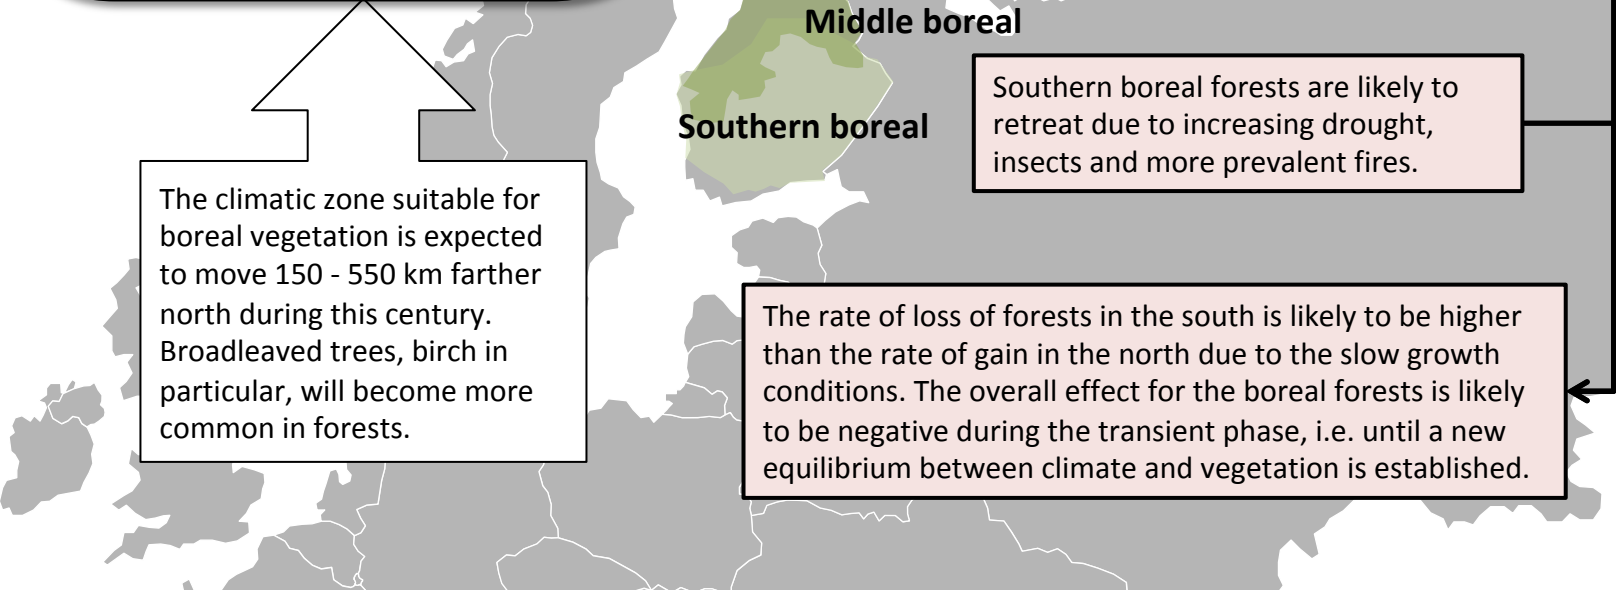 Middle boreal
Southern boreal forests are likely to
retreat due to increasing drought,
insects and more prevalent fires.
Southern boreal
The climatic zone suitable for
boreal vegetation is expected
to move 150 - 550 km farther
north during this century.
Broadleaved trees, birch in
particular, will become more
common in forests.
The rate of loss of forests in the south is likely to be higher
than the rate of gain in the north due to the slow growth
conditions. The overall effect for the boreal forests is likely
to be negative during the transient phase, i.e. until a new
equilibrium between climate and vegetation is established.